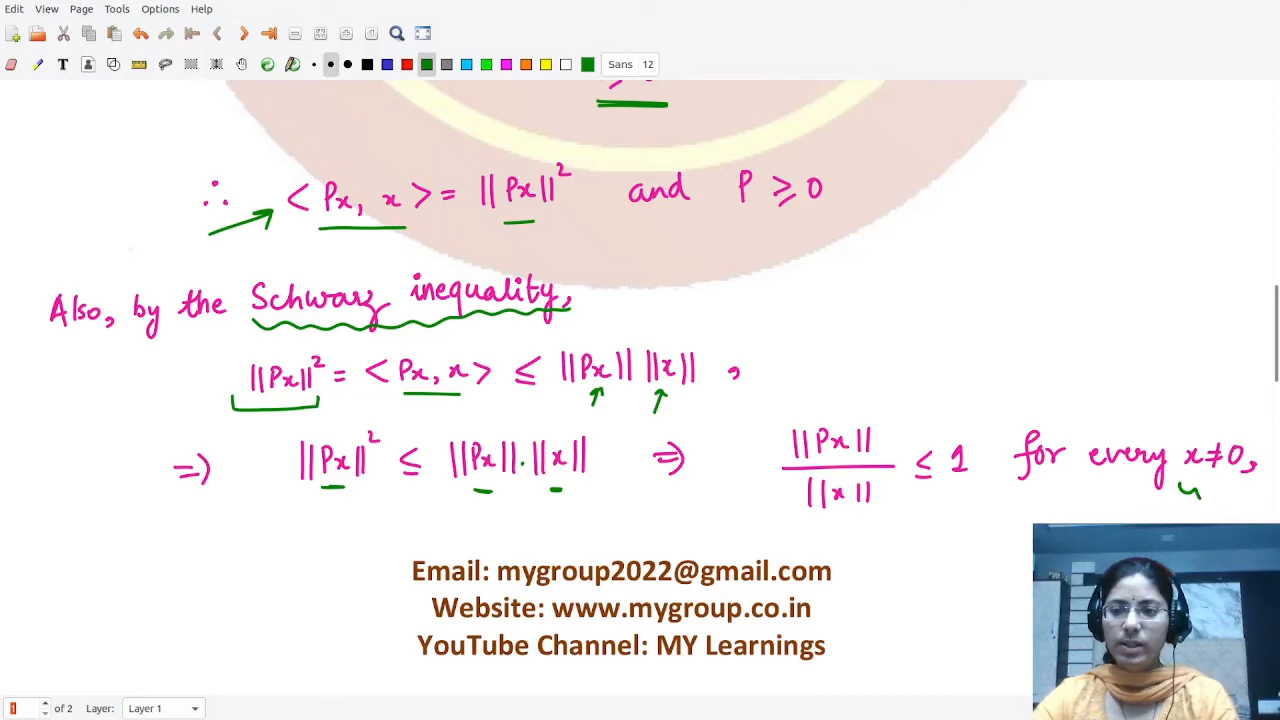 Edit View Page Tools Options Help
Sans 12
∴ < Px, x > = ||Px||² and P ≥ 0
Also, by the Schwarz inequality,
||Px||² = < Px, x > ≤ ||Px|| ||x|| ,
=> ||Px||² ≤ ||Px||.||x|| => ||Px|| / ||x|| ≤ 1 for every x≠0,
Email: mygroup2022@gmail.com
Website: www.mygroup.co.in
YouTube Channel: MY Learnings
1 of 2 Layer: Layer 1